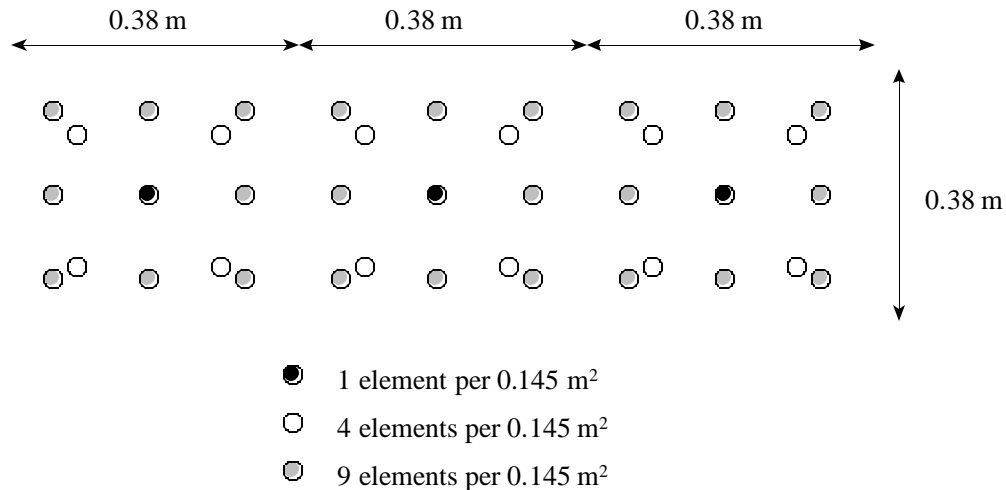 0.38 m 0.38 m 0.38 m
0.38 m
1 element per 0.145 m²
4 elements per 0.145 m²
9 elements per 0.145 m²